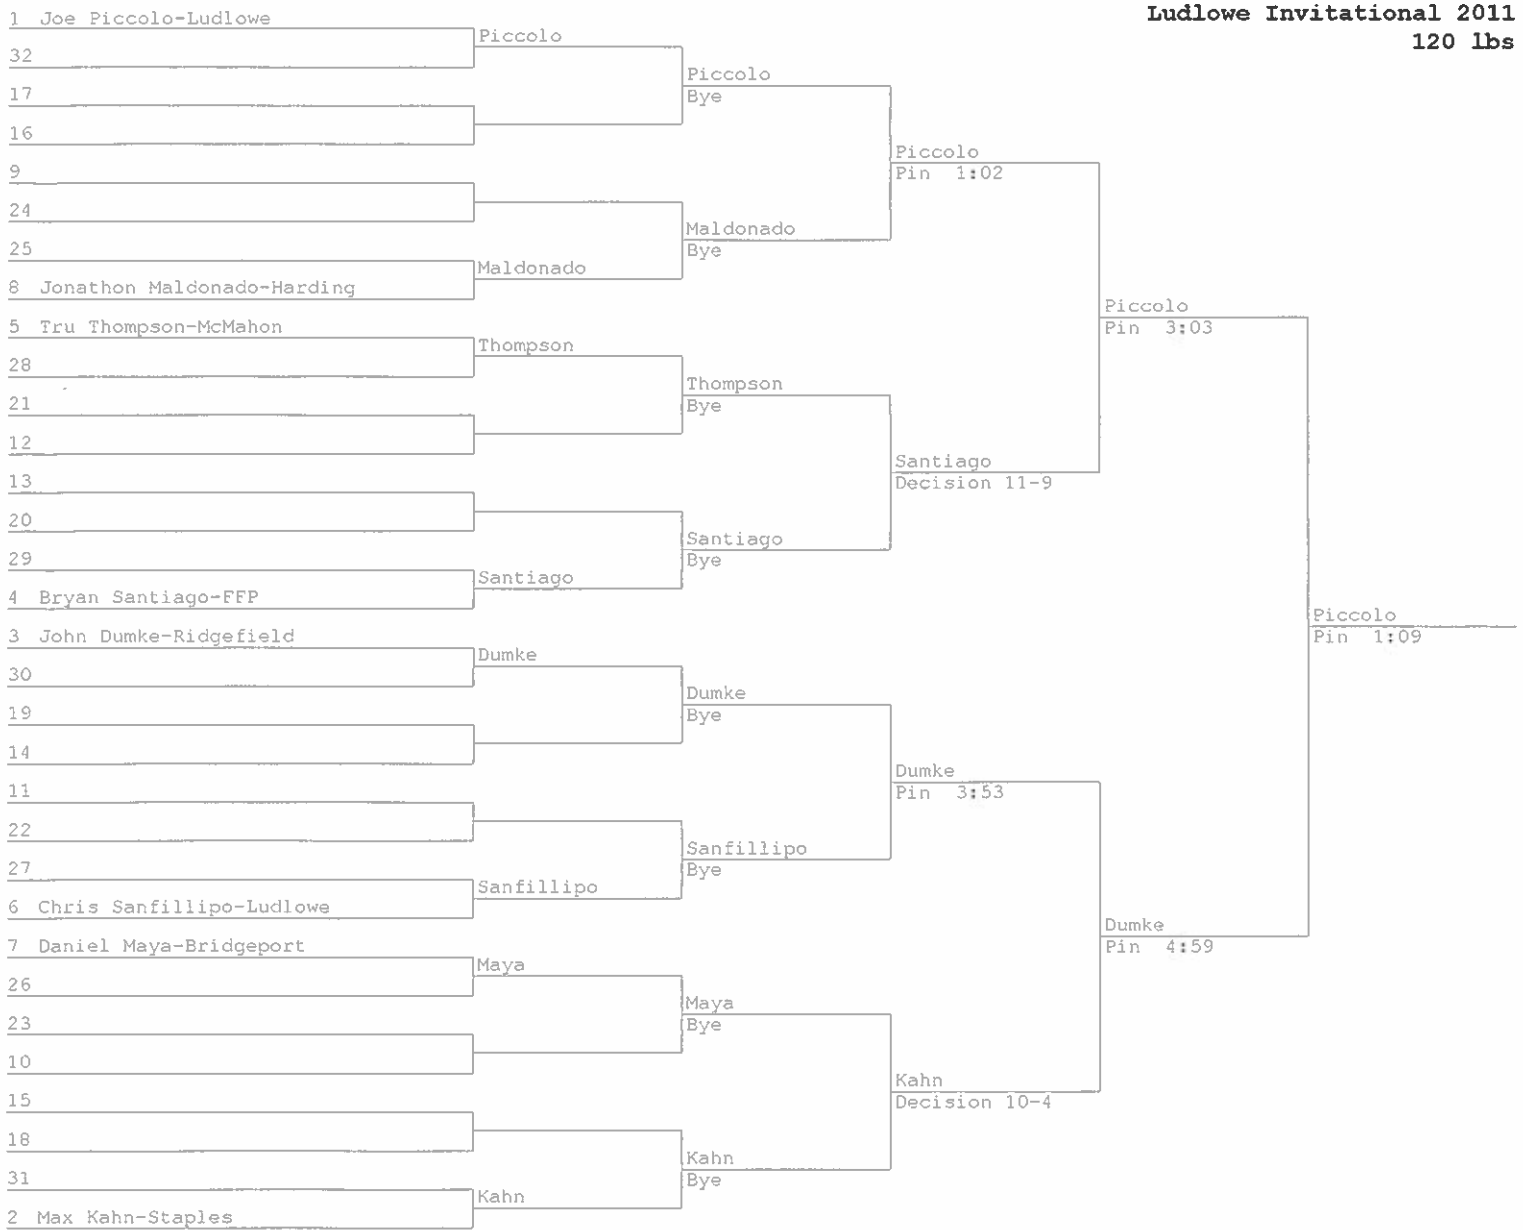 Ludlowe Invitational 2011
120 lbs
1 Joe Piccolo-Ludlowe
32
17
16
9
24
25
8 Jonathon Maldonado-Harding
5 Tru Thompson-McMahon
28
21
12
13
20
29
4 Bryan Santiago-FFP
3 John Dumke-Ridgefield
30
19
14
11
22
27
6 Chris Sanfillipo-Ludlowe
7 Daniel Maya-Bridgeport
26
23
10
15
18
31
2 Max Kahn-Staples
Piccolo
Maldonado
Thompson
Santiago
Dumke
Sanfillipo
Maya
Kahn
Piccolo
Bye
Maldonado
Bye
Thompson
Bye
Santiago
Bye
Dumke
Bye
Sanfillipo
Bye
Maya
Bye
Kahn
Bye
Piccolo
Pin 1:02
Santiago
Decision 11-9
Dumke
Pin 3:53
Kahn
Decision 10-4
Piccolo
Pin 3:03
Dumke
Pin 4:59
Piccolo
Pin 1:09